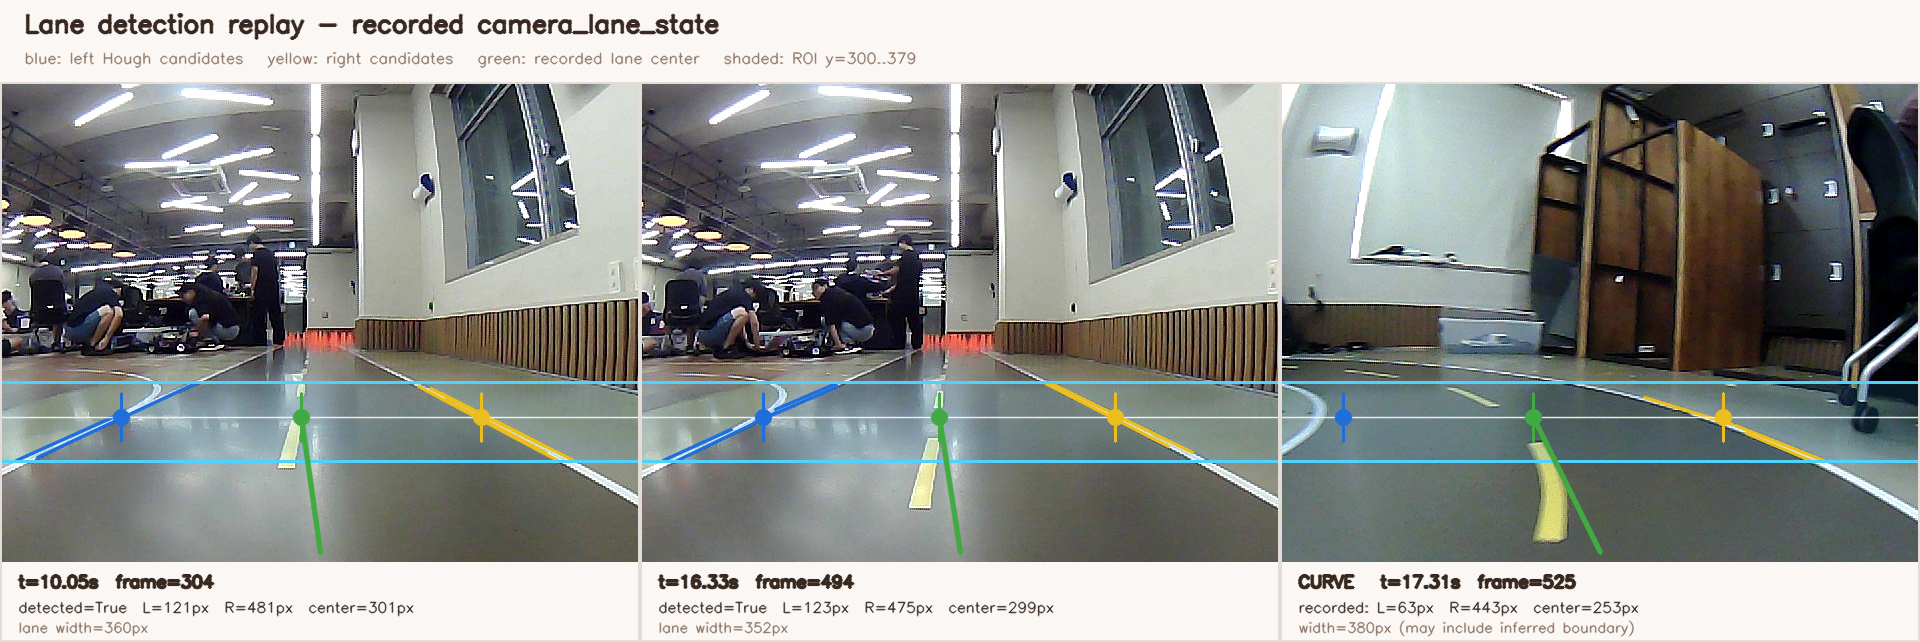 Lane detection replay — recorded camera_lane_state
blue: left Hough candidates yellow: right candidates green: recorded lane center shaded: ROI y=300..379
t=10.05s frame=304
detected=True L=121px R=481px center=301px
lane width=360px
t=16.33s frame=494
detected=True L=123px R=475px center=299px
lane width=352px
CURVE t=17.31s frame=525
recorded: L=63px R=443px center=253px
width=380px (may include inferred boundary)